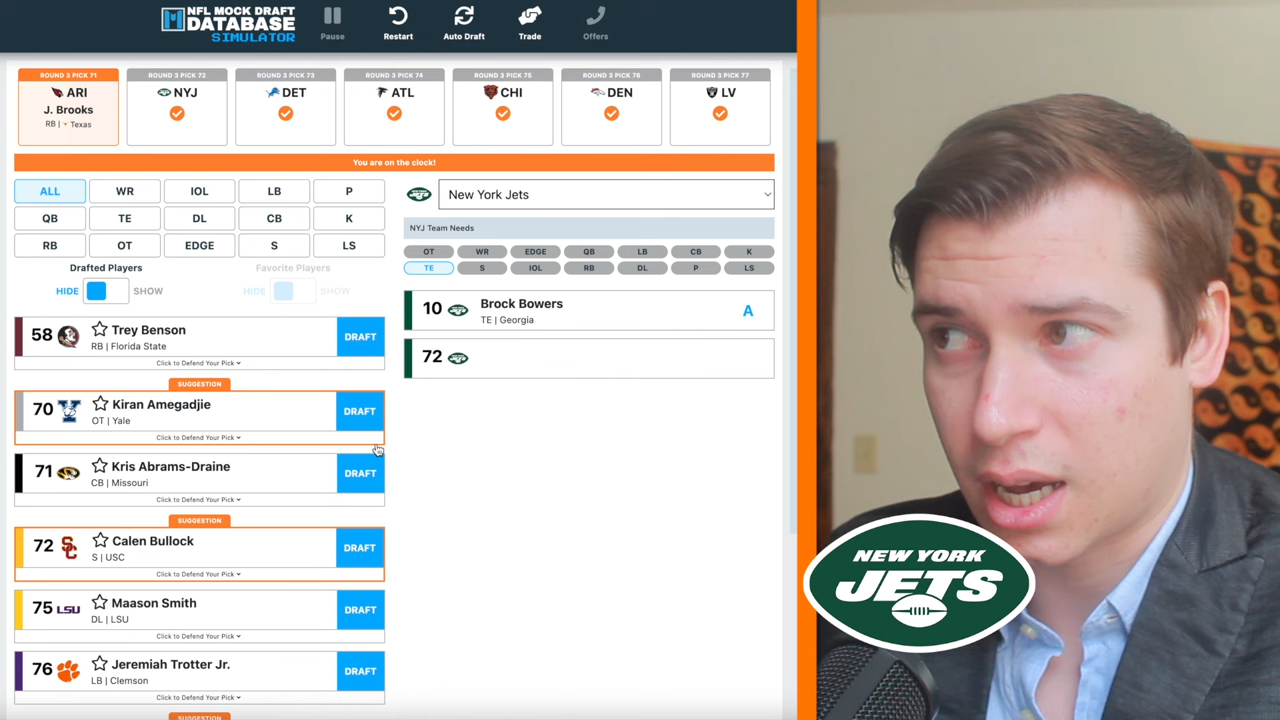 NFL MOCK DRAFT
DATABASE
SIMULATOR
Pause
Restart
Auto Draft
Trade
Offers
ROUND 3 PICK 71
ARI
J. Brooks
RB | Texas
ROUND 3 PICK 72
NYJ
ROUND 3 PICK 73
DET
ROUND 3 PICK 74
ATL
ROUND 3 PICK 75
CHI
ROUND 3 PICK 76
DEN
ROUND 3 PICK 77
LV
You are on the clock!
ALL WR IOL LB P
QB TE DL CB K
RB OT EDGE S LS
Drafted Players
HIDE SHOW
Favorite Players
HIDE SHOW
58 Trey Benson
RB | Florida State
DRAFT
Click to Defend Your Pick
SUGGESTION
70 Kiran Amegadjie
OT | Yale
DRAFT
Click to Defend Your Pick
71 Kris Abrams-Draine
CB | Missouri
DRAFT
Click to Defend Your Pick
SUGGESTION
72 Calen Bullock
S | USC
DRAFT
Click to Defend Your Pick
75 LSU Maason Smith
DL | LSU
DRAFT
Click to Defend Your Pick
76 Jeremiah Trotter Jr.
LB | Clemson
DRAFT
Click to Defend Your Pick
SUGGESTION
New York Jets
NYJ Team Needs
OT WR EDGE QB LB CB K
TE S IOL RB DL P LS
10 Brock Bowers
TE | Georgia
A
72
NEW YORK
JETS